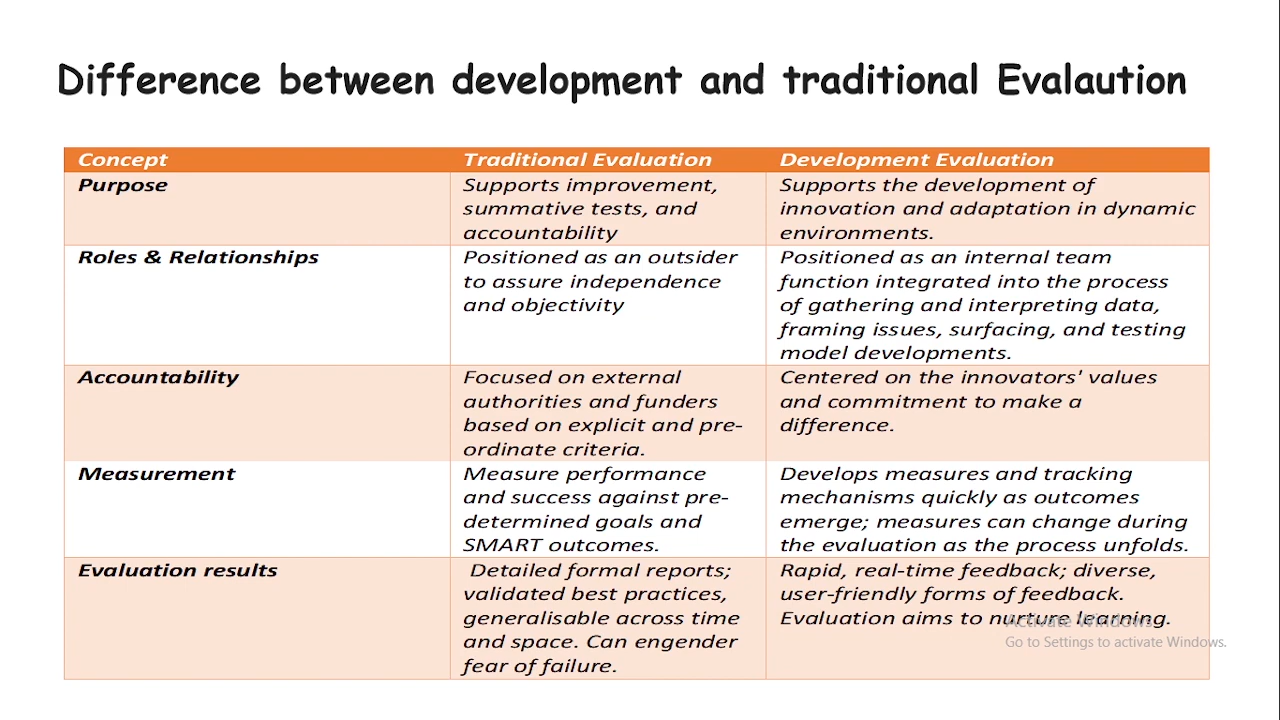 Difference between development and traditional Evalaution
Concept
Traditional Evaluation
Development Evaluation
Purpose
Supports improvement,
summative tests, and
accountability
Supports the development of
innovation and adaptation in dynamic
environments.
Roles & Relationships
Positioned as an outsider
to assure independence
and objectivity
Positioned as an internal team
function integrated into the process
of gathering and interpreting data,
framing issues, surfacing, and testing
model developments.
Accountability
Focused on external
authorities and funders
based on explicit and pre-
ordinate criteria.
Centered on the innovators' values
and commitment to make a
difference.
Measurement
Measure performance
and success against pre-
determined goals and
SMART outcomes.
Develops measures and tracking
mechanisms quickly as outcomes
emerge; measures can change during
the evaluation as the process unfolds.
Evaluation results
Detailed formal reports;
validated best practices,
generalisable across time
and space. Can engender
fear of failure.
Rapid, real-time feedback; diverse,
user-friendly forms of feedback.
Evaluation aims to nurture learning.
Activate Windows
Go to Settings to activate Windows.